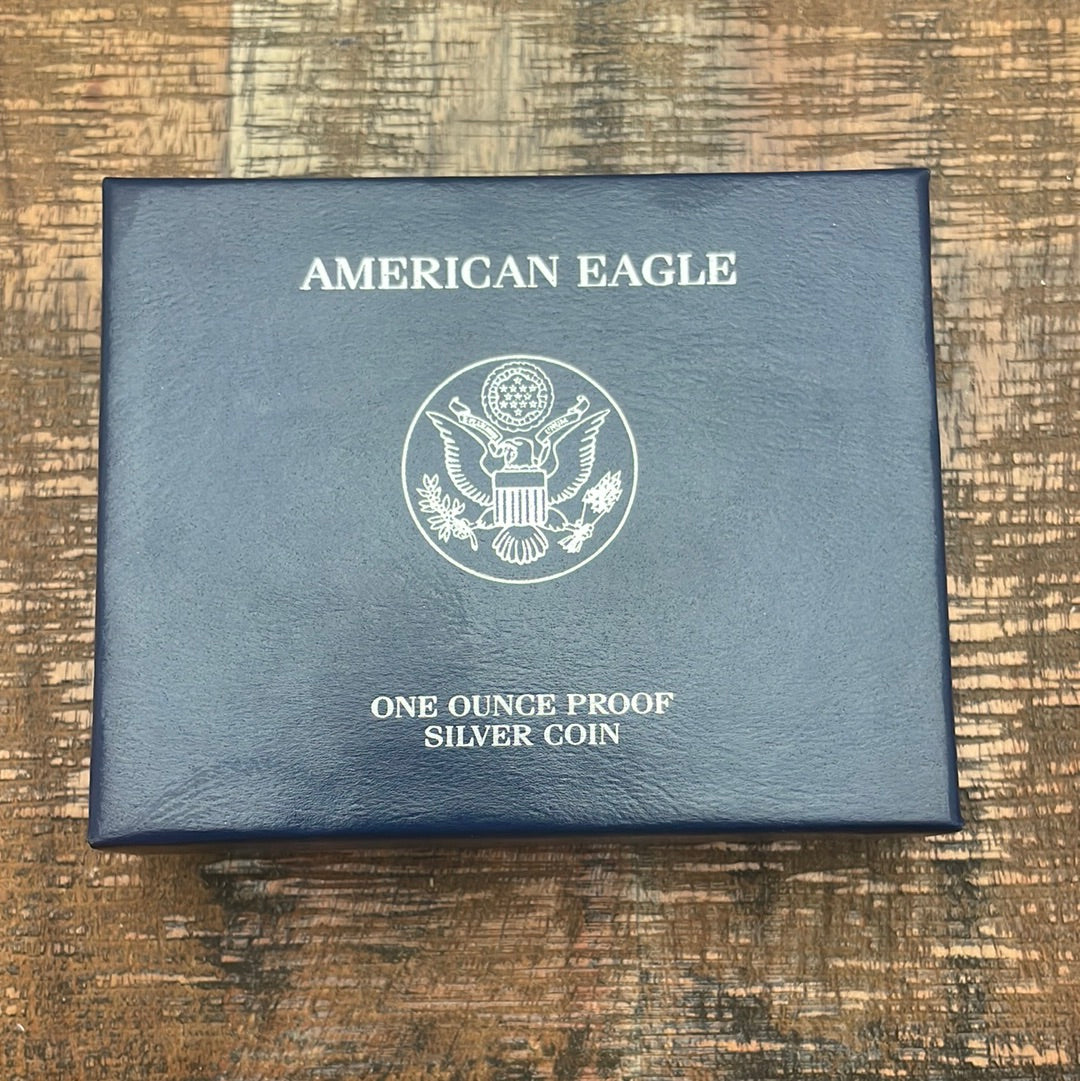 AMERICAN EAGLE
ONE OUNCE PROOF
SILVER COIN